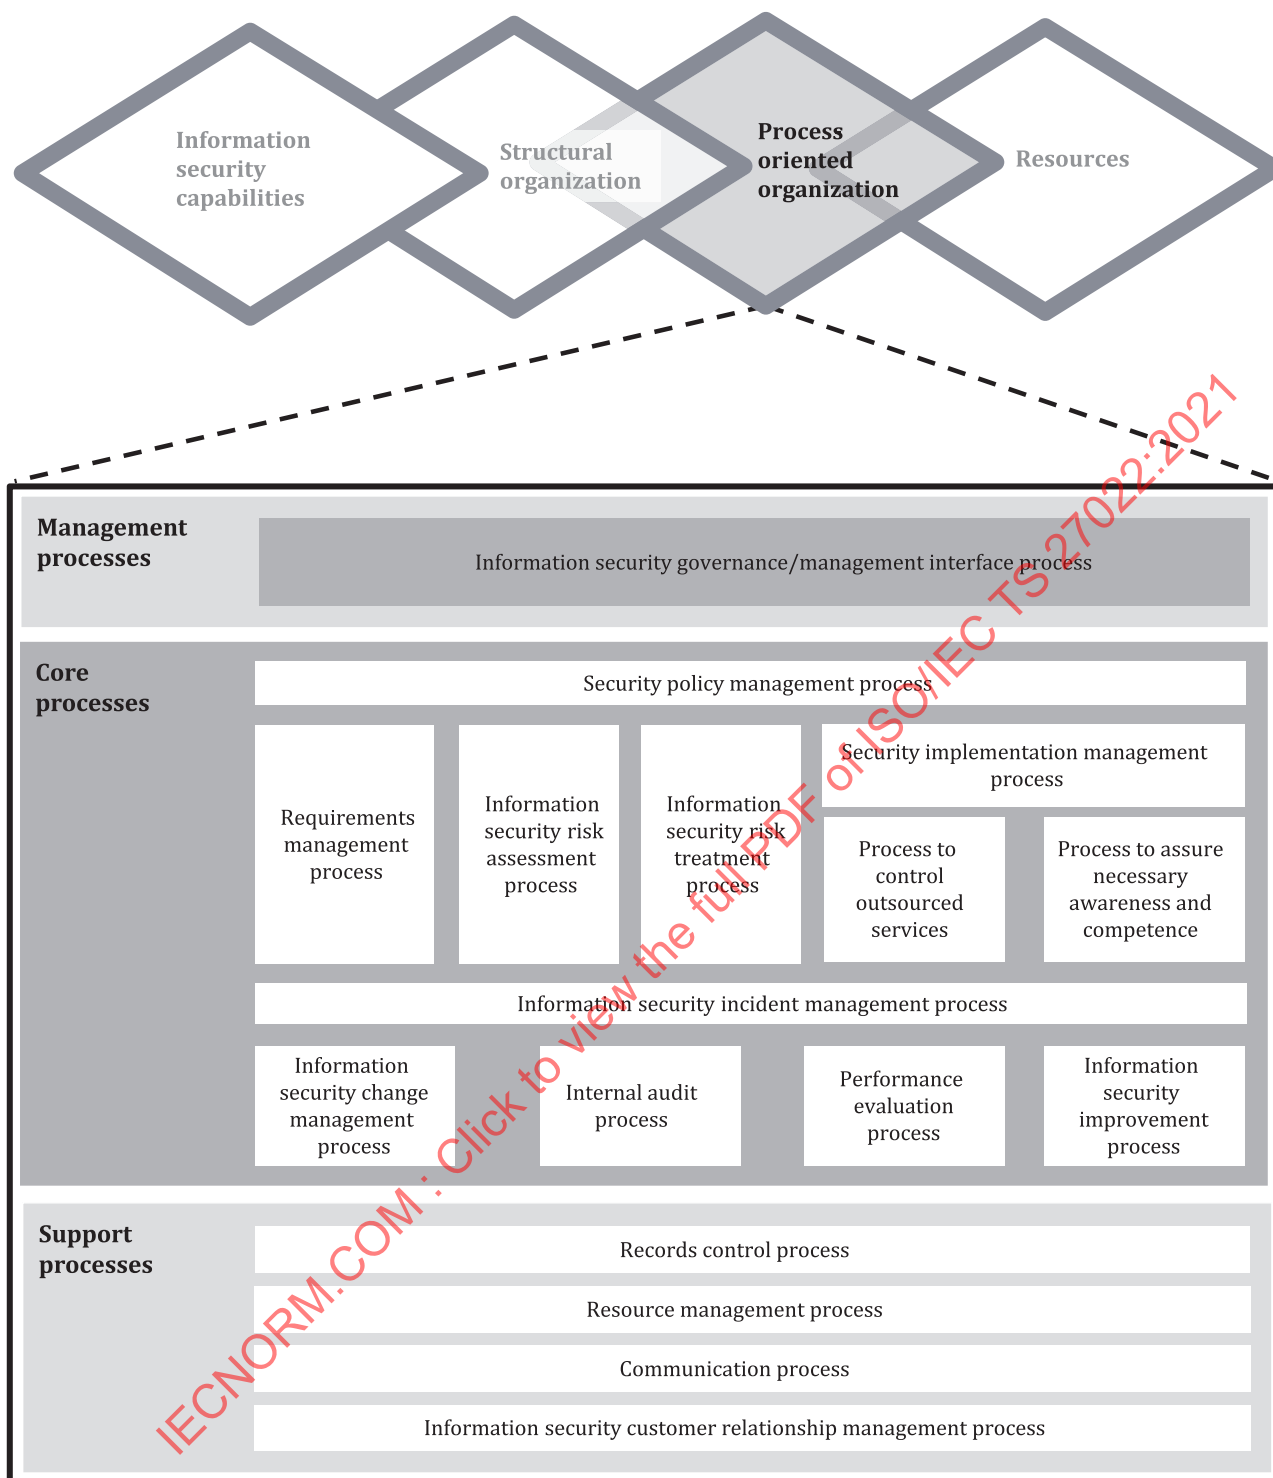 Information
security
capabilities
Structural
organization
Process
oriented
organization
Resources
Management
processes
Information security governance/management interface process
Core
processes
Security policy management process
Requirements
management
process
Information
security risk
assessment
process
Information
security risk
treatment
process
Security implementation management
process
Process to
control
outsourced
services
Process to assure
necessary
awareness and
competence
Information security incident management process
Information
security change
management
process
Internal audit
process
Performance
evaluation
process
Information
security
improvement
process
Support
processes
Records control process
Resource management process
Communication process
Information security customer relationship management process
IECNORM.COM : Click to view the full PDF of ISO/IEC TS 27022:2021